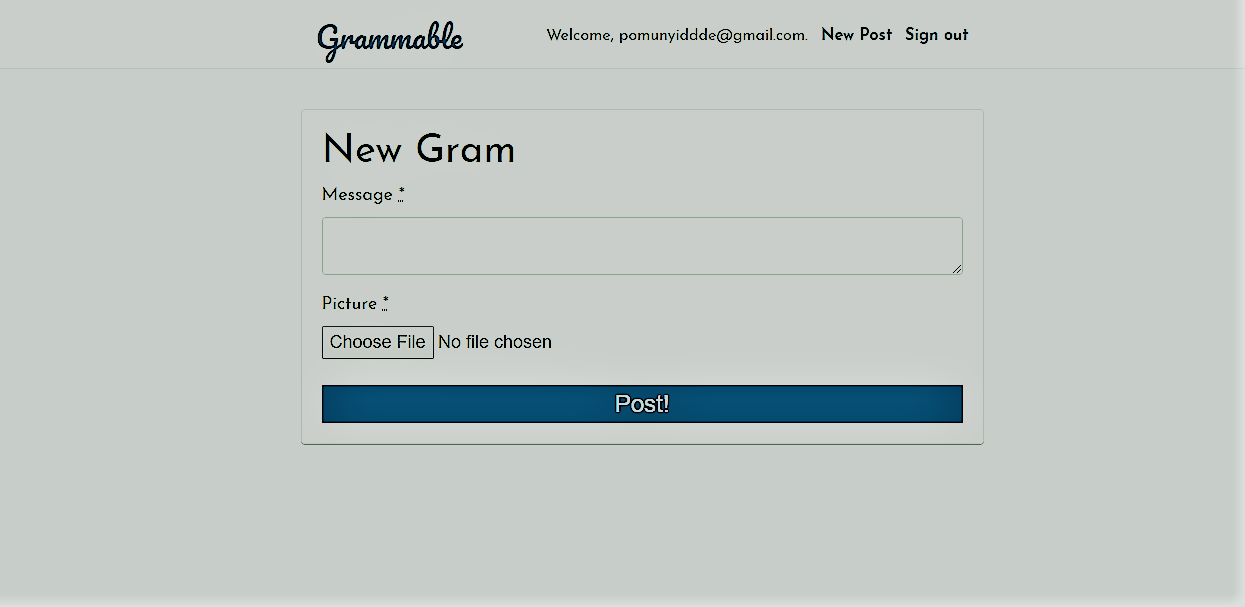 Grammable
Welcome, pomunyiddde@gmail.com. New Post Sign out
New Gram
Message *
Picture *
Choose File No file chosen
Post!